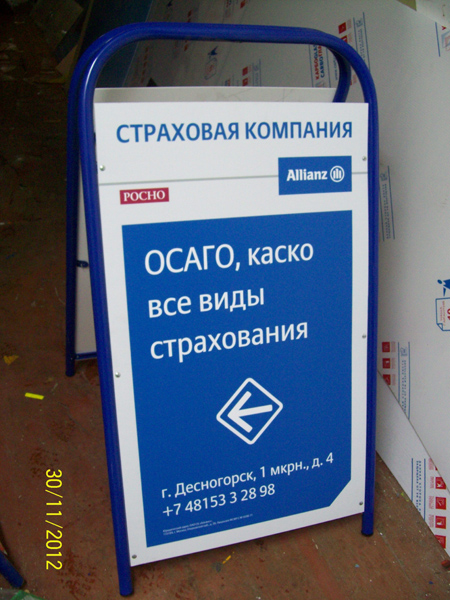 СТРАХОВАЯ КОМПАНИЯ
Allianz
РОСНО
ОСАГО, каско
все виды
страхования
г. Десногорск, 1 мкрн., д. 4
+7 48153 3 28 98
30/11/2012